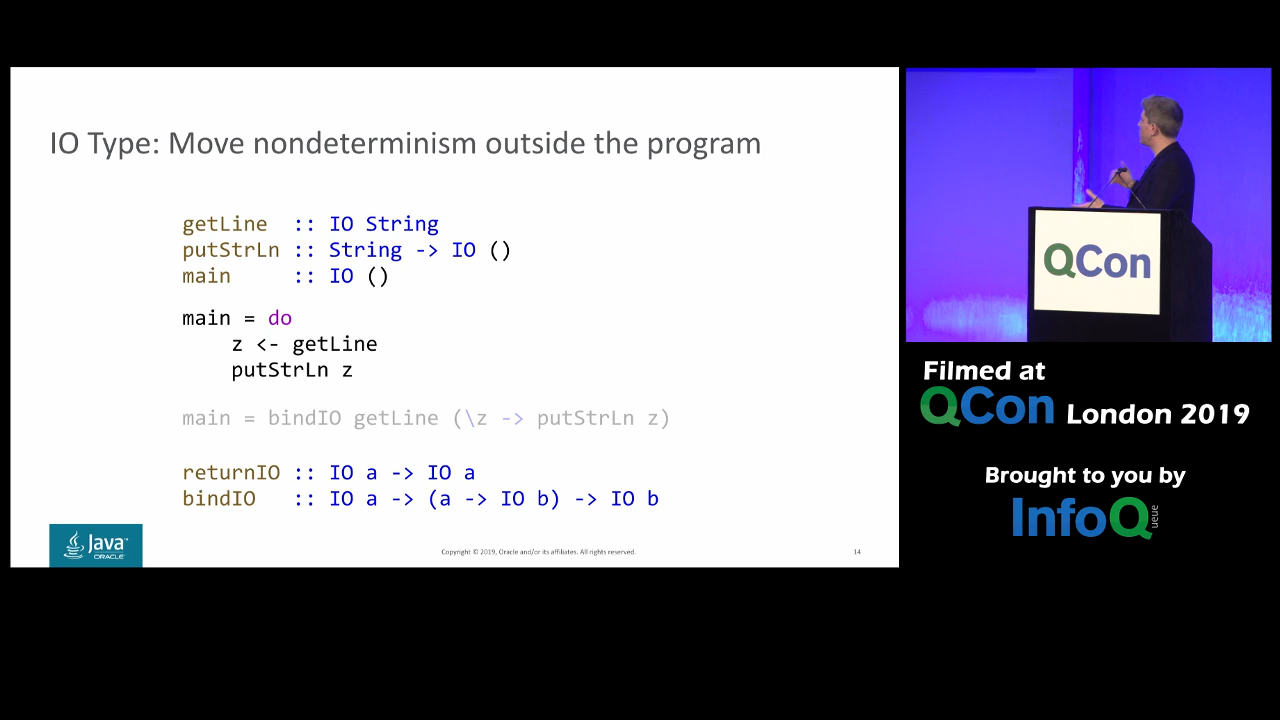 IO Type: Move nondeterminism outside the program
getLine :: IO String
putStrLn :: String -> IO ()
main :: IO ()
main = do
z <- getLine
putStrLn z
main = bindIO getLine (\z -> putStrLn z)
returnIO :: IO a -> IO a
bindIO :: IO a -> (a -> IO b) -> IO b
Java™
ORACLE
Copyright © 2019, Oracle and/or its affiliates. All rights reserved.
14
QCon
Filmed at
QCon London 2019
Brought to you by
InfoQ
ueue